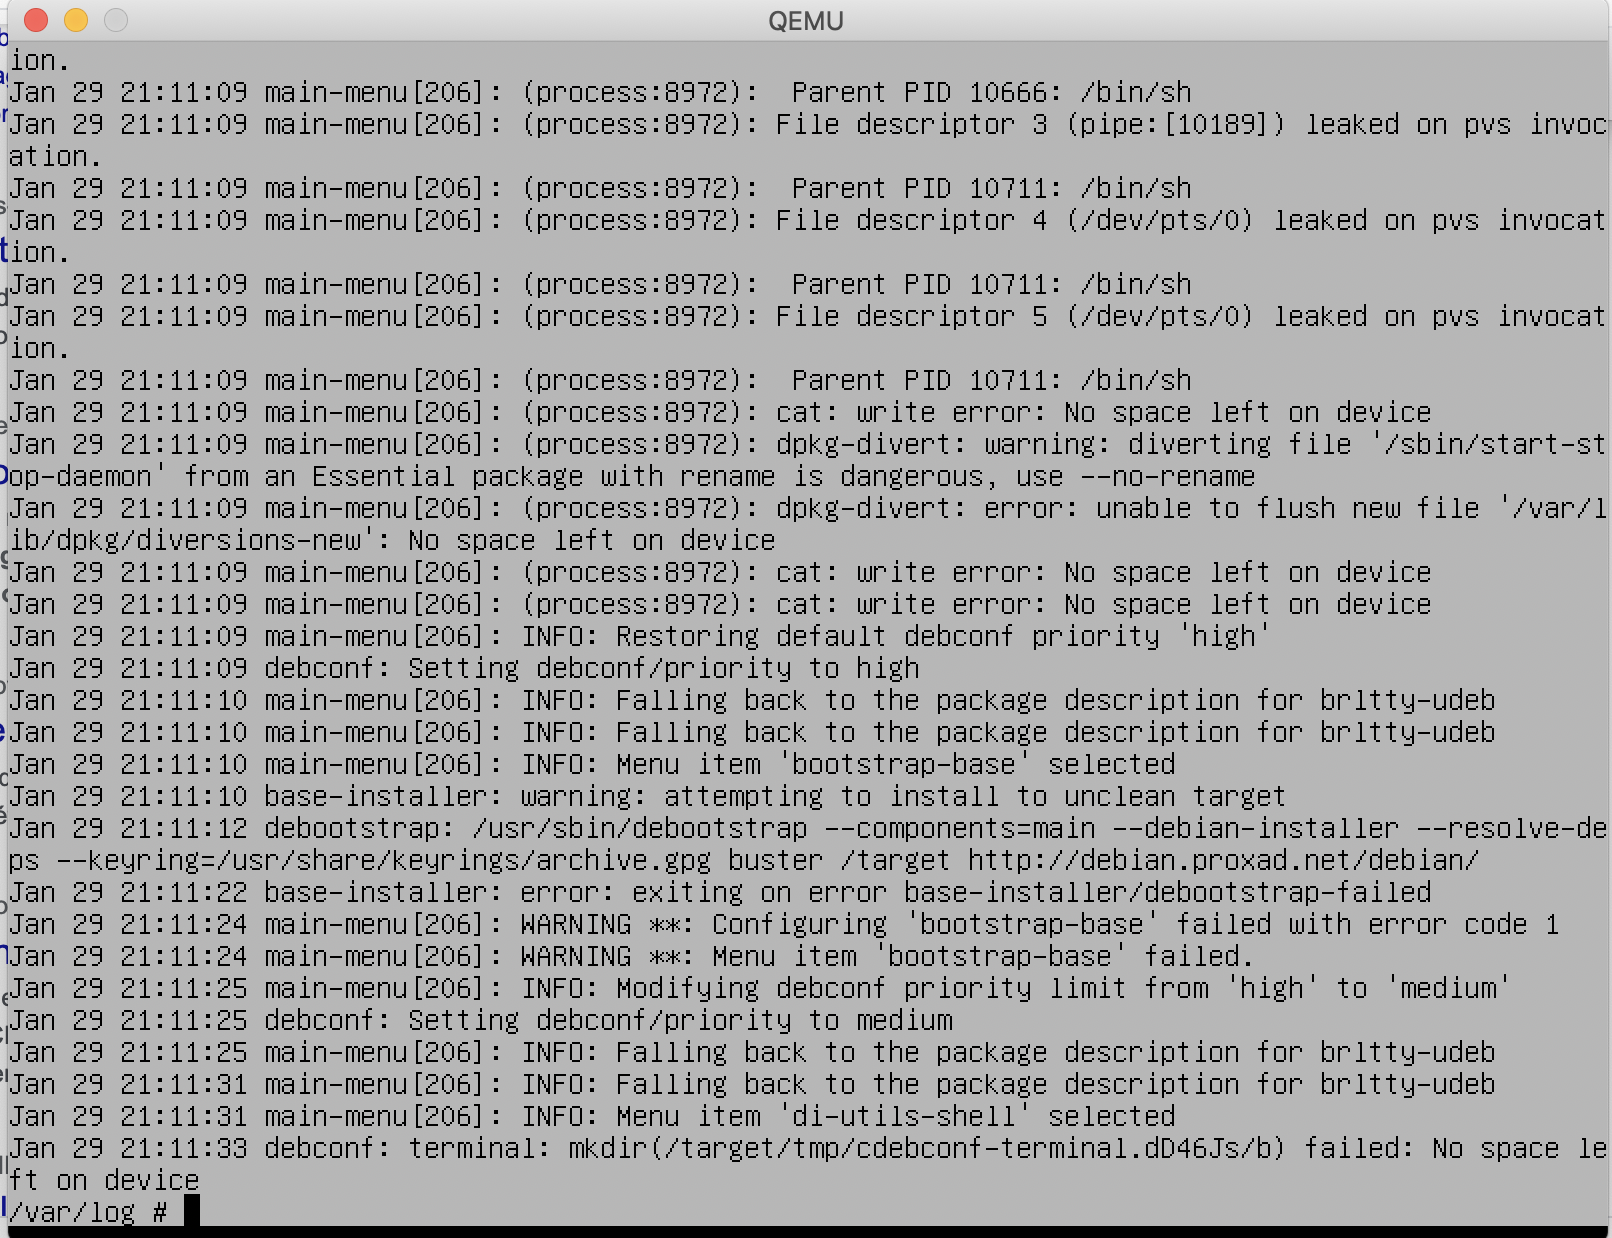 QEMU
ion.
Jan 29 21:11:09 main-menu[206]: (process:8972):  Parent PID 10666: /bin/sh
Jan 29 21:11:09 main-menu[206]: (process:8972): File descriptor 3 (pipe:[10189]) leaked on pvs invoc
ation.
Jan 29 21:11:09 main-menu[206]: (process:8972):  Parent PID 10711: /bin/sh
Jan 29 21:11:09 main-menu[206]: (process:8972): File descriptor 4 (/dev/pts/0) leaked on pvs invocat
ion.
Jan 29 21:11:09 main-menu[206]: (process:8972):  Parent PID 10711: /bin/sh
Jan 29 21:11:09 main-menu[206]: (process:8972): File descriptor 5 (/dev/pts/0) leaked on pvs invocat
ion.
Jan 29 21:11:09 main-menu[206]: (process:8972):  Parent PID 10711: /bin/sh
Jan 29 21:11:09 main-menu[206]: (process:8972): cat: write error: No space left on device
Jan 29 21:11:09 main-menu[206]: (process:8972): dpkg-divert: warning: diverting file '/sbin/start-st
op-daemon' from an Essential package with rename is dangerous, use --no-rename
Jan 29 21:11:09 main-menu[206]: (process:8972): dpkg-divert: error: unable to flush new file '/var/l
ib/dpkg/diversions-new': No space left on device
Jan 29 21:11:09 main-menu[206]: (process:8972): cat: write error: No space left on device
Jan 29 21:11:09 main-menu[206]: (process:8972): cat: write error: No space left on device
Jan 29 21:11:09 main-menu[206]: INFO: Restoring default debconf priority 'high'
Jan 29 21:11:09 debconf: Setting debconf/priority to high
Jan 29 21:11:10 main-menu[206]: INFO: Falling back to the package description for brltty-udeb
Jan 29 21:11:10 main-menu[206]: INFO: Falling back to the package description for brltty-udeb
Jan 29 21:11:10 main-menu[206]: INFO: Menu item 'bootstrap-base' selected
Jan 29 21:11:10 base-installer: warning: attempting to install to unclean target
Jan 29 21:11:12 debootstrap: /usr/sbin/debootstrap --components=main --debian-installer --resolve-de
ps --keyring=/usr/share/keyrings/archive.gpg buster /target http://debian.proxad.net/debian/
Jan 29 21:11:22 base-installer: error: exiting on error base-installer/debootstrap-failed
Jan 29 21:11:24 main-menu[206]: WARNING **: Configuring 'bootstrap-base' failed with error code 1
Jan 29 21:11:24 main-menu[206]: WARNING **: Menu item 'bootstrap-base' failed.
Jan 29 21:11:25 main-menu[206]: INFO: Modifying debconf priority limit from 'high' to 'medium'
Jan 29 21:11:25 debconf: Setting debconf/priority to medium
Jan 29 21:11:25 main-menu[206]: INFO: Falling back to the package description for brltty-udeb
Jan 29 21:11:31 main-menu[206]: INFO: Falling back to the package description for brltty-udeb
Jan 29 21:11:31 main-menu[206]: INFO: Menu item 'di-utils-shell' selected
Jan 29 21:11:33 debconf: terminal: mkdir(/target/tmp/cdebconf-terminal.dD46Js/b) failed: No space le
ft on device
/var/log #